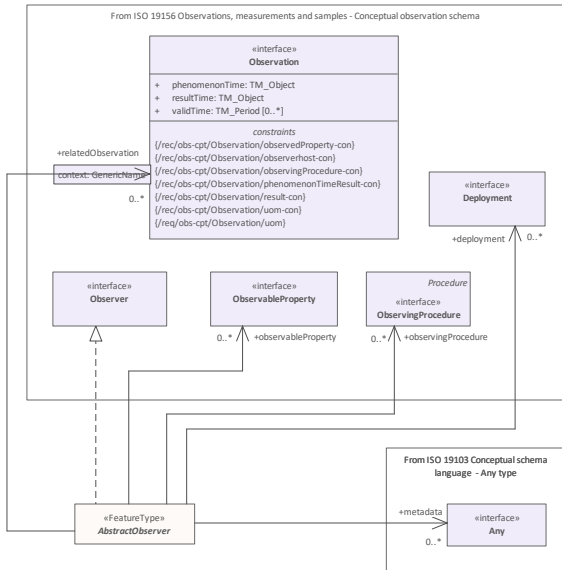 From ISO 19156 Observations, measurements and samples - Conceptual observation schema
«interface»
Observation
+ phenomenonTime: TM_Object
+ resultTime: TM_Object
+ validTime: TM_Period [0..*]
constraints
{/rec/obs-cpt/Observation/observedProperty-con}
{/rec/obs-cpt/Observation/observerhost-con}
{/rec/obs-cpt/Observation/observingProcedure-con}
{/rec/obs-cpt/Observation/phenomenonTimeResult-con}
{/rec/obs-cpt/Observation/result-con}
{/rec/obs-cpt/Observation/uom-con}
{/req/obs-cpt/Observation/uom}
+relatedObservation
context: GenericName
0..*
«interface»
Deployment
+deployment 0..*
«interface»
Observer
«interface»
ObservableProperty
0..* +observableProperty
Procedure
«interface»
ObservingProcedure
0..* +observingProcedure
From ISO 19103 Conceptual schema
language - Any type
«FeatureType»
AbstractObserver
+metadata
0..*
«interface»
Any